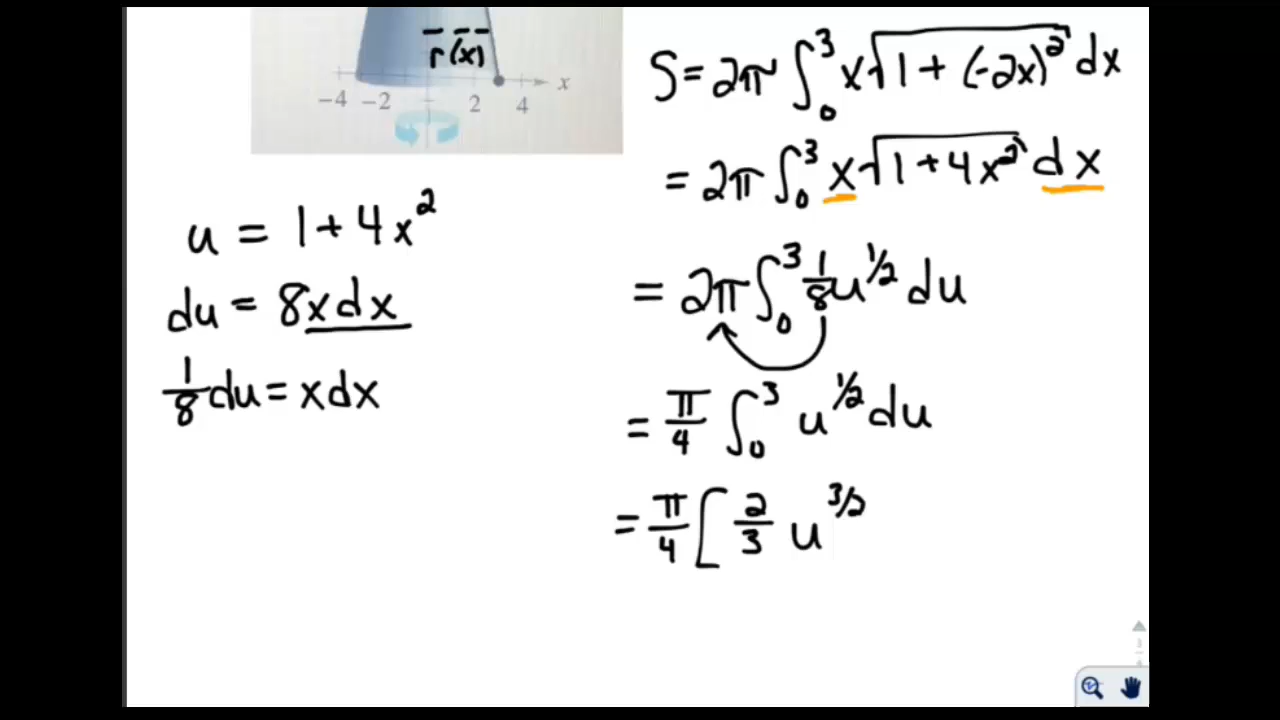 r(x)
-4 -2 2 4 x
S = 2π ∫₀³ x√(1 + (-2x)²) dx
= 2π ∫₀³ x√(1 + 4x²) dx
u = 1 + 4x²
du = 8x dx
1/8 du = x dx
= 2π ∫₀³ 1/8 u^1/2 du
= π/4 ∫₀³ u^1/2 du
= π/4 [ 2/3 u^3/2